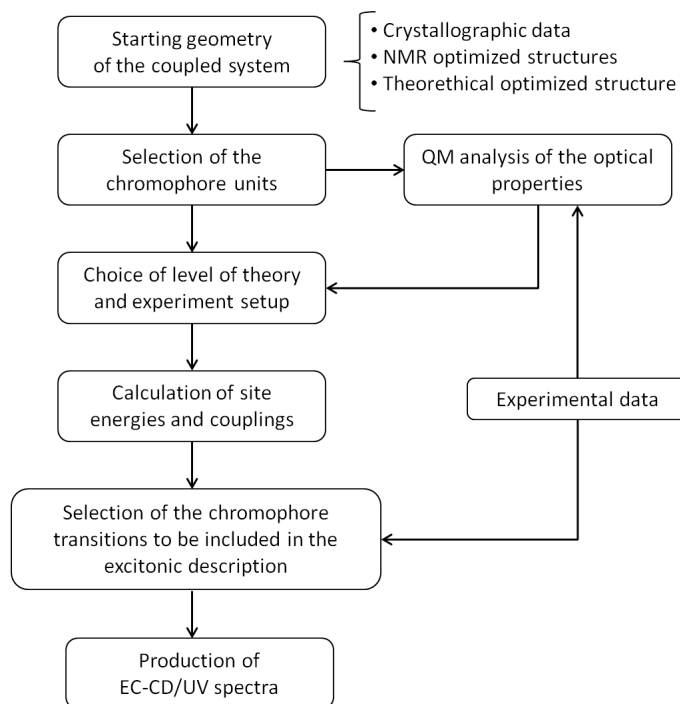 Starting geometry
of the coupled system
• Crystallographic data
• NMR optimized structures
• Theorethical optimized structure
Selection of the
chromophore units
QM analysis of the optical
properties
Choice of level of theory
and experiment setup
Calculation of site
energies and couplings
Experimental data
Selection of the chromophore
transitions to be included in the
excitonic description
Production of
EC-CD/UV spectra